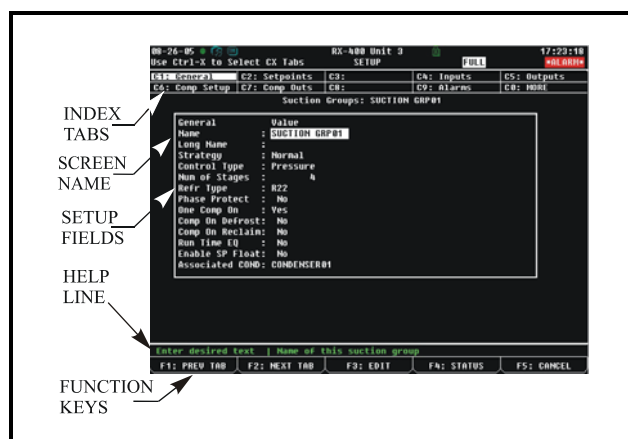 08-26-05 RX-400 Unit 3 17:23:18
Use Ctrl-X to Select CX Tabs SETUP FULL *ALARM*
C1: General C2: Setpoints C3: C4: Inputs C5: Outputs
C6: Comp Setup C7: Comp Outs C8: C9: Alarms C0: MORE
Suction Groups: SUCTION GRP01
General Value
Name : SUCTION GRP01
Long Name :
Strategy : Normal
Control Type : Pressure
Num of Stages : 4
Refr Type : R22
Phase Protect : No
One Comp On : Yes
Comp On Defrost: No
Comp On Reclaim: No
Run Time EQ : No
Enable SP Float: No
Associated COND: CONDENSER01
Enter desired text | Name of this suction group
F1: PREV TAB F2: NEXT TAB F3: EDIT F4: STATUS F5: CANCEL
INDEX
TABS
SCREEN
NAME
SETUP
FIELDS
HELP
LINE
FUNCTION
KEYS